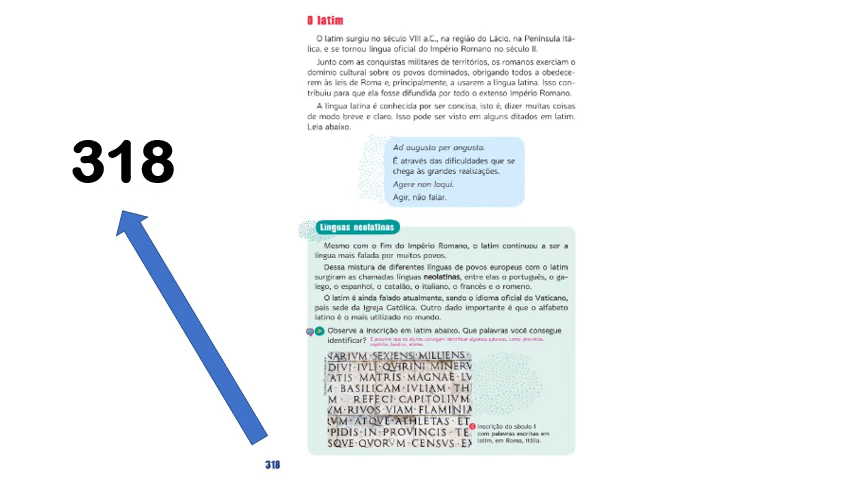 O latim
O latim surgiu no século VIII a.C., na região do Lácio, na Península Itá-
lica, e se tornou língua oficial do Império Romano no século II.
Junto com as conquistas militares de territórios, os romanos exerciam o
domínio cultural sobre os povos dominados, obrigando todos a obedece-
rem às leis de Roma e, principalmente, a usarem a língua latina. Isso con-
tribuiu para que ela fosse difundida por todo o extenso Império Romano.
A língua latina é conhecida por ser concisa, isto é, dizer muitas coisas
de modo breve e claro. Isso pode ser visto em alguns ditados em latim.
Leia abaixo.
318
Ad augusta per angusta.
É através das dificuldades que se
chega às grandes realizações.
Agere non loqui.
Agir, não falar.
Línguas neolatinas
Mesmo com o fim do Império Romano, o latim continuou a ser a
língua mais falada por muitos povos.
Dessa mistura de diferentes línguas de povos europeus com o latim
surgiram as chamadas línguas neolatinas, entre elas o português, o ga-
lego, o espanhol, o catalão, o italiano, o francês e o romeno.
O latim é ainda falado atualmente, sendo o idioma oficial do Vaticano,
país sede da Igreja Católica. Outro dado importante é que o alfabeto
latino é o mais utilizado no mundo.
Observe a inscrição em latim abaixo. Que palavras você consegue
identificar? É possível que os alunos consigam identificar algumas palavras, como província,
TARIVM·SEXIENS·MILLIENS
DIVI·IVLI·QVIRINI MINERV
ATIS MATRIS MAGNAE·LV
M·BASILICAM·IVLIAM·TH
M·REFECI·CAPITOLIVM
VM·RIVOS VIAM·FLAMINIA
VM·ATQVE·ATHLETAS·ET
PIDIS·IN·PROVINCIS·TE
SQVE·QVORVM·CENSVS·EX
Inscrição do século I
com palavras escritas em
latim, em Roma, Itália.
318